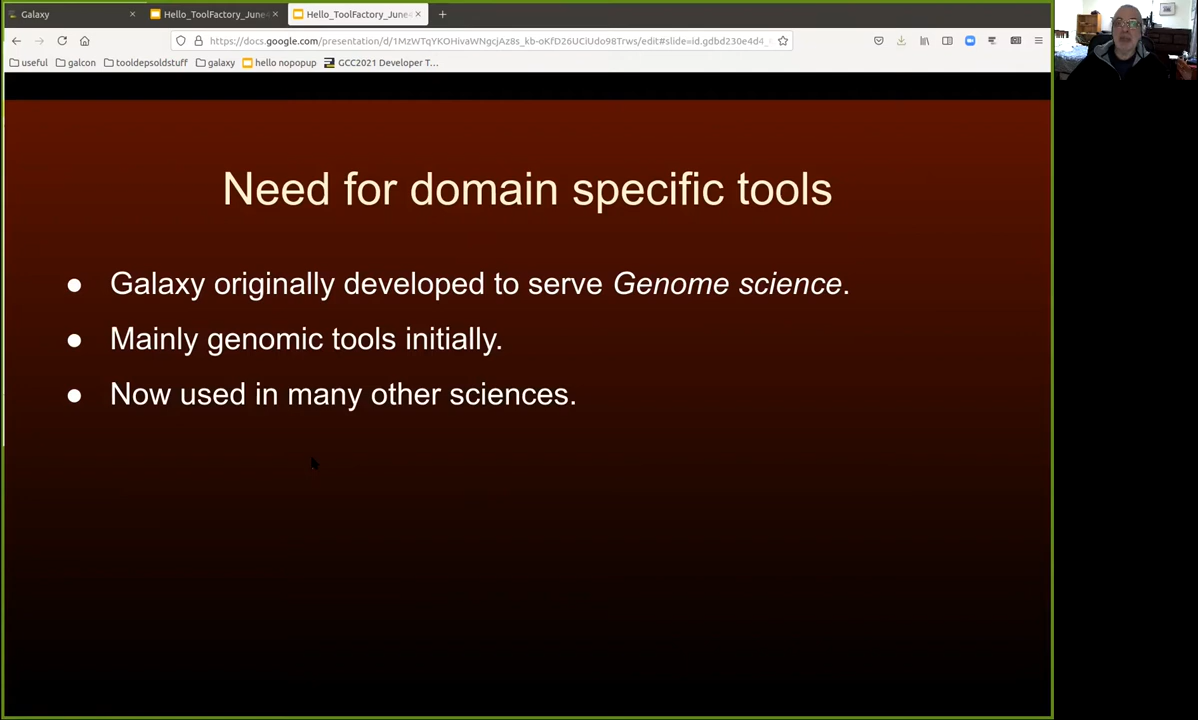 Galaxy
Hello_ToolFactory_June
Hello_ToolFactory_June
https://docs.google.com/presentation/d/1MzWTqYKOHivaWNgcjAz8s_kb-oKfD26UCiUdo98Trws/edit#slide=id.gdbd230e4d4_
useful
galcon
tooldepsoldstuff
galaxy
hello nopopup
GCC2021 Developer T...
Need for domain specific tools
● Galaxy originally developed to serve Genome science.
● Mainly genomic tools initially.
● Now used in many other sciences.